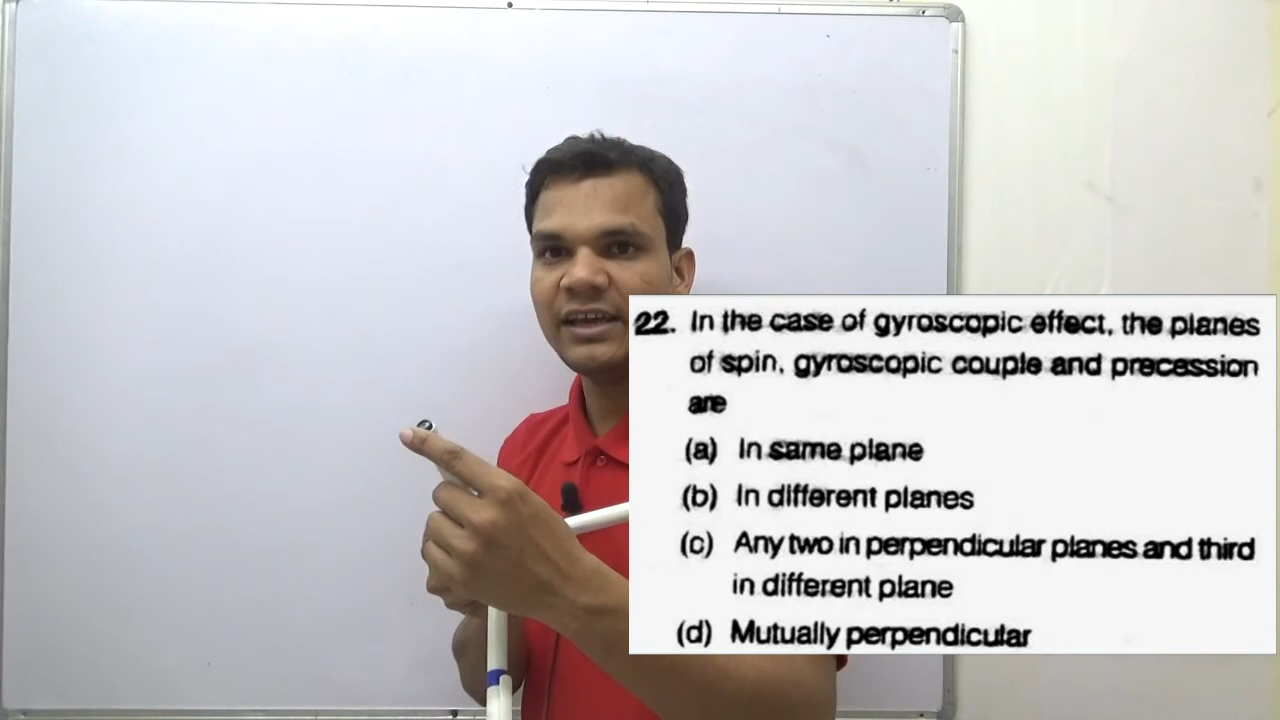 22. In the case of gyroscopic effect, the planes
of spin, gyroscopic couple and precession
are
(a) In same plane
(b) In different planes
(c) Any two in perpendicular planes and third
in different plane
(d) Mutually perpendicular